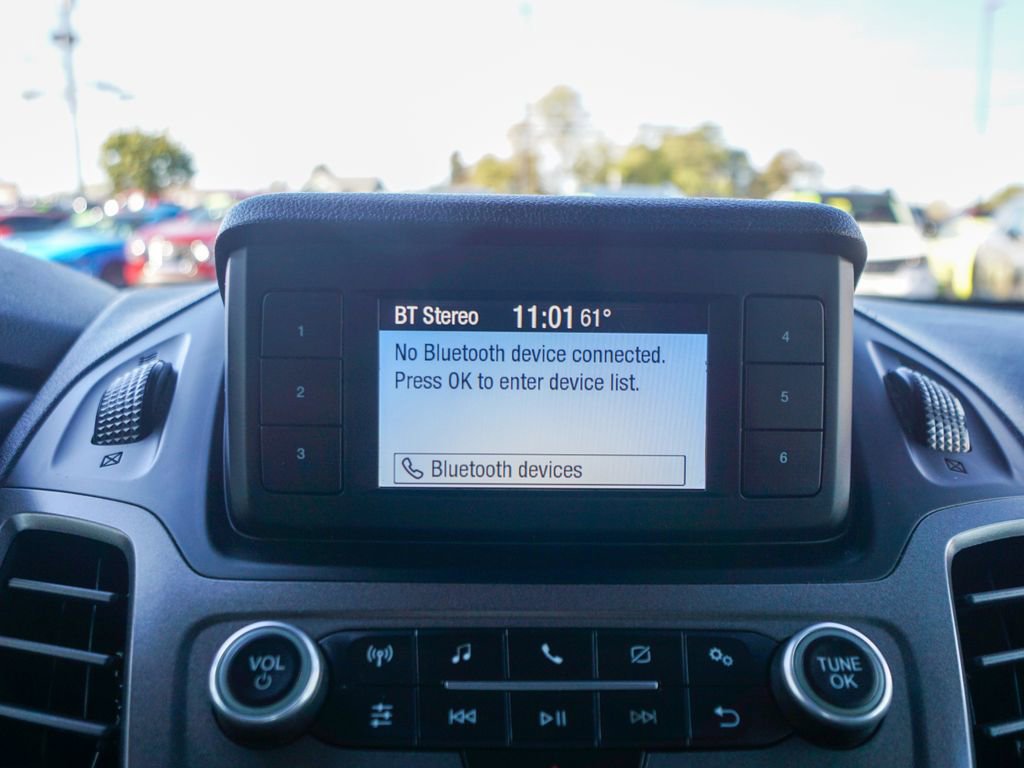 BT Stereo 11:01 61°
No Bluetooth device connected.
Press OK to enter device list.
Bluetooth devices
1
2
3
4
5
6
VOL
TUNE
OK